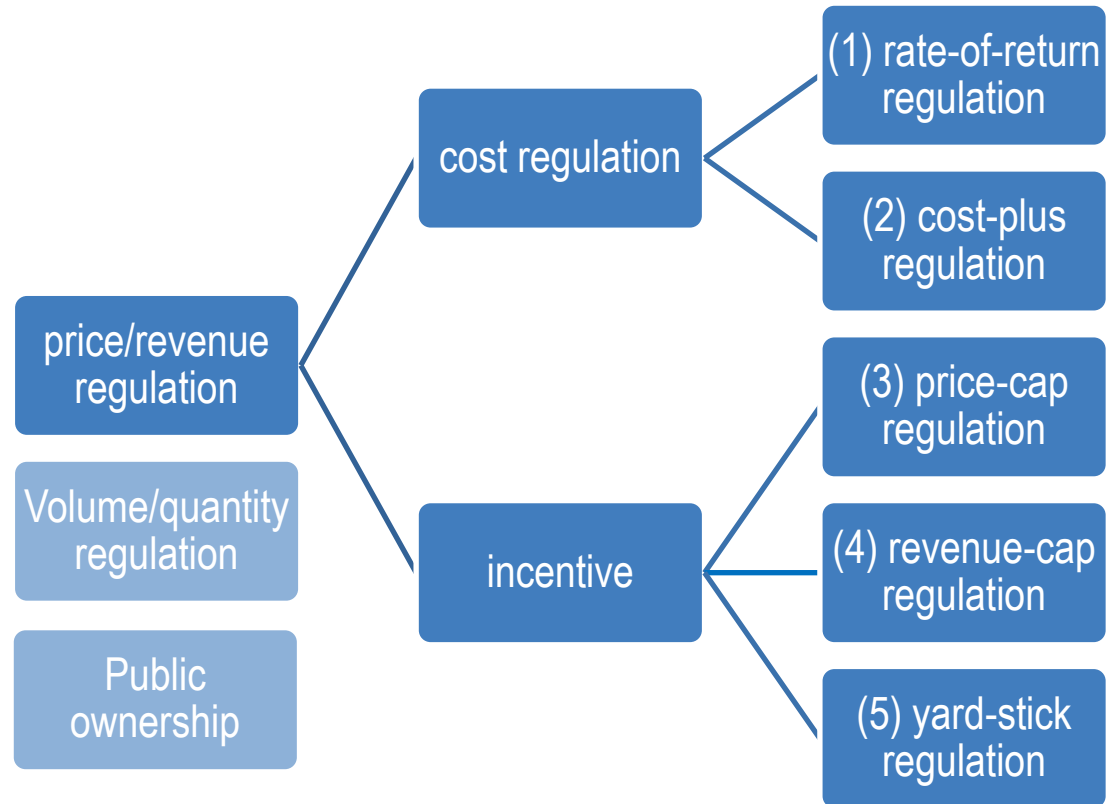 price/revenue
regulation
Volume/quantity
regulation
Public
ownership
cost regulation
incentive
(1) rate-of-return
regulation
(2) cost-plus
regulation
(3) price-cap
regulation
(4) revenue-cap
regulation
(5) yard-stick
regulation